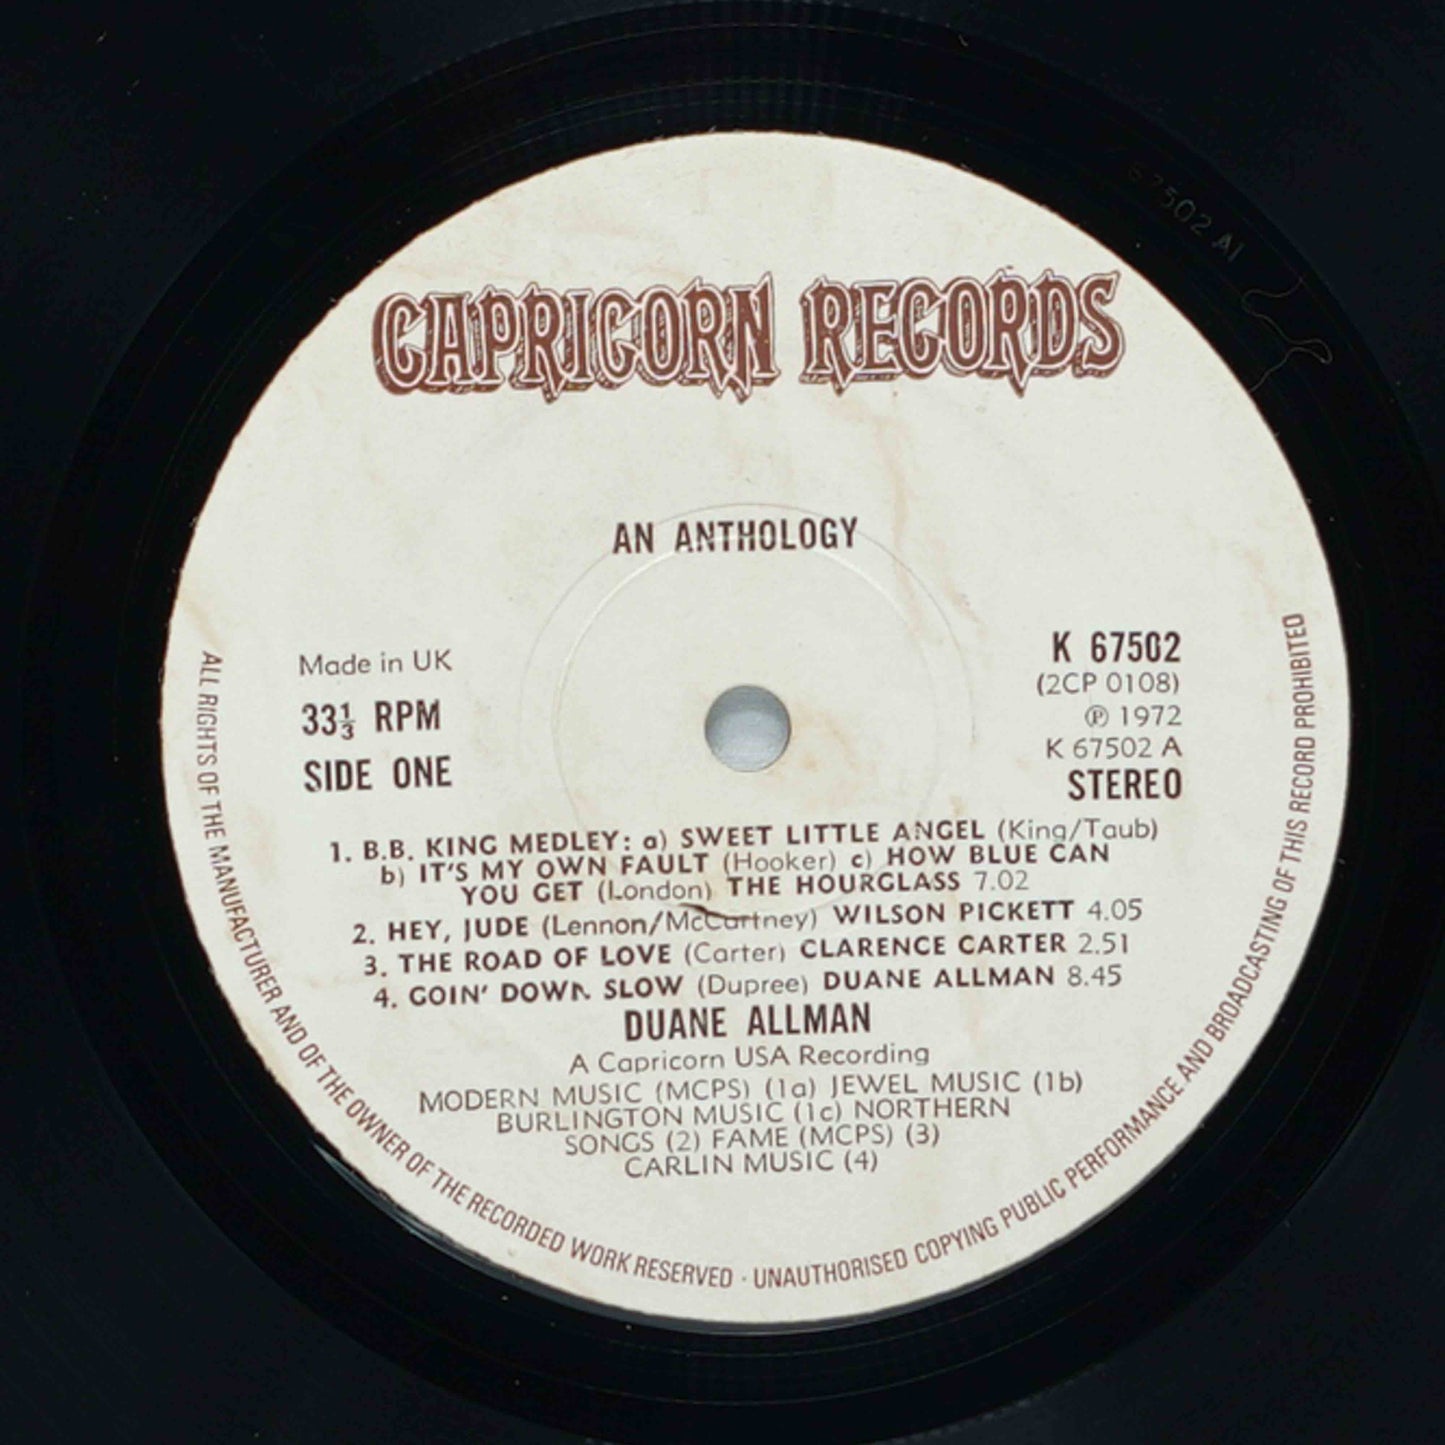 67502 A1
CAPRICORN RECORDS
AN ANTHOLOGY
Made in UK
33⅓ RPM
SIDE ONE
K 67502
(2CP 0108)
℗ 1972
K 67502 A
STEREO
1. B.B. KING MEDLEY: a) SWEET LITTLE ANGEL (King/Taub)
b) IT'S MY OWN FAULT (Hooker) c) HOW BLUE CAN
YOU GET (London) THE HOURGLASS 7.02
2. HEY, JUDE (Lennon/McCartney) WILSON PICKETT 4.05
3. THE ROAD OF LOVE (Carter) CLARENCE CARTER 2.51
4. GOIN' DOWN SLOW (Dupree) DUANE ALLMAN 8.45
DUANE ALLMAN
A Capricorn USA Recording
MODERN MUSIC (MCPS) (1a) JEWEL MUSIC (1b)
BURLINGTON MUSIC (1c) NORTHERN
SONGS (2) FAME (MCPS) (3)
CARLIN MUSIC (4)
ALL RIGHTS OF THE MANUFACTURER AND OF THE OWNER OF THE RECORDED WORK RESERVED · UNAUTHORISED COPYING PUBLIC PERFORMANCE AND BROADCASTING OF THIS RECORD PROHIBITED